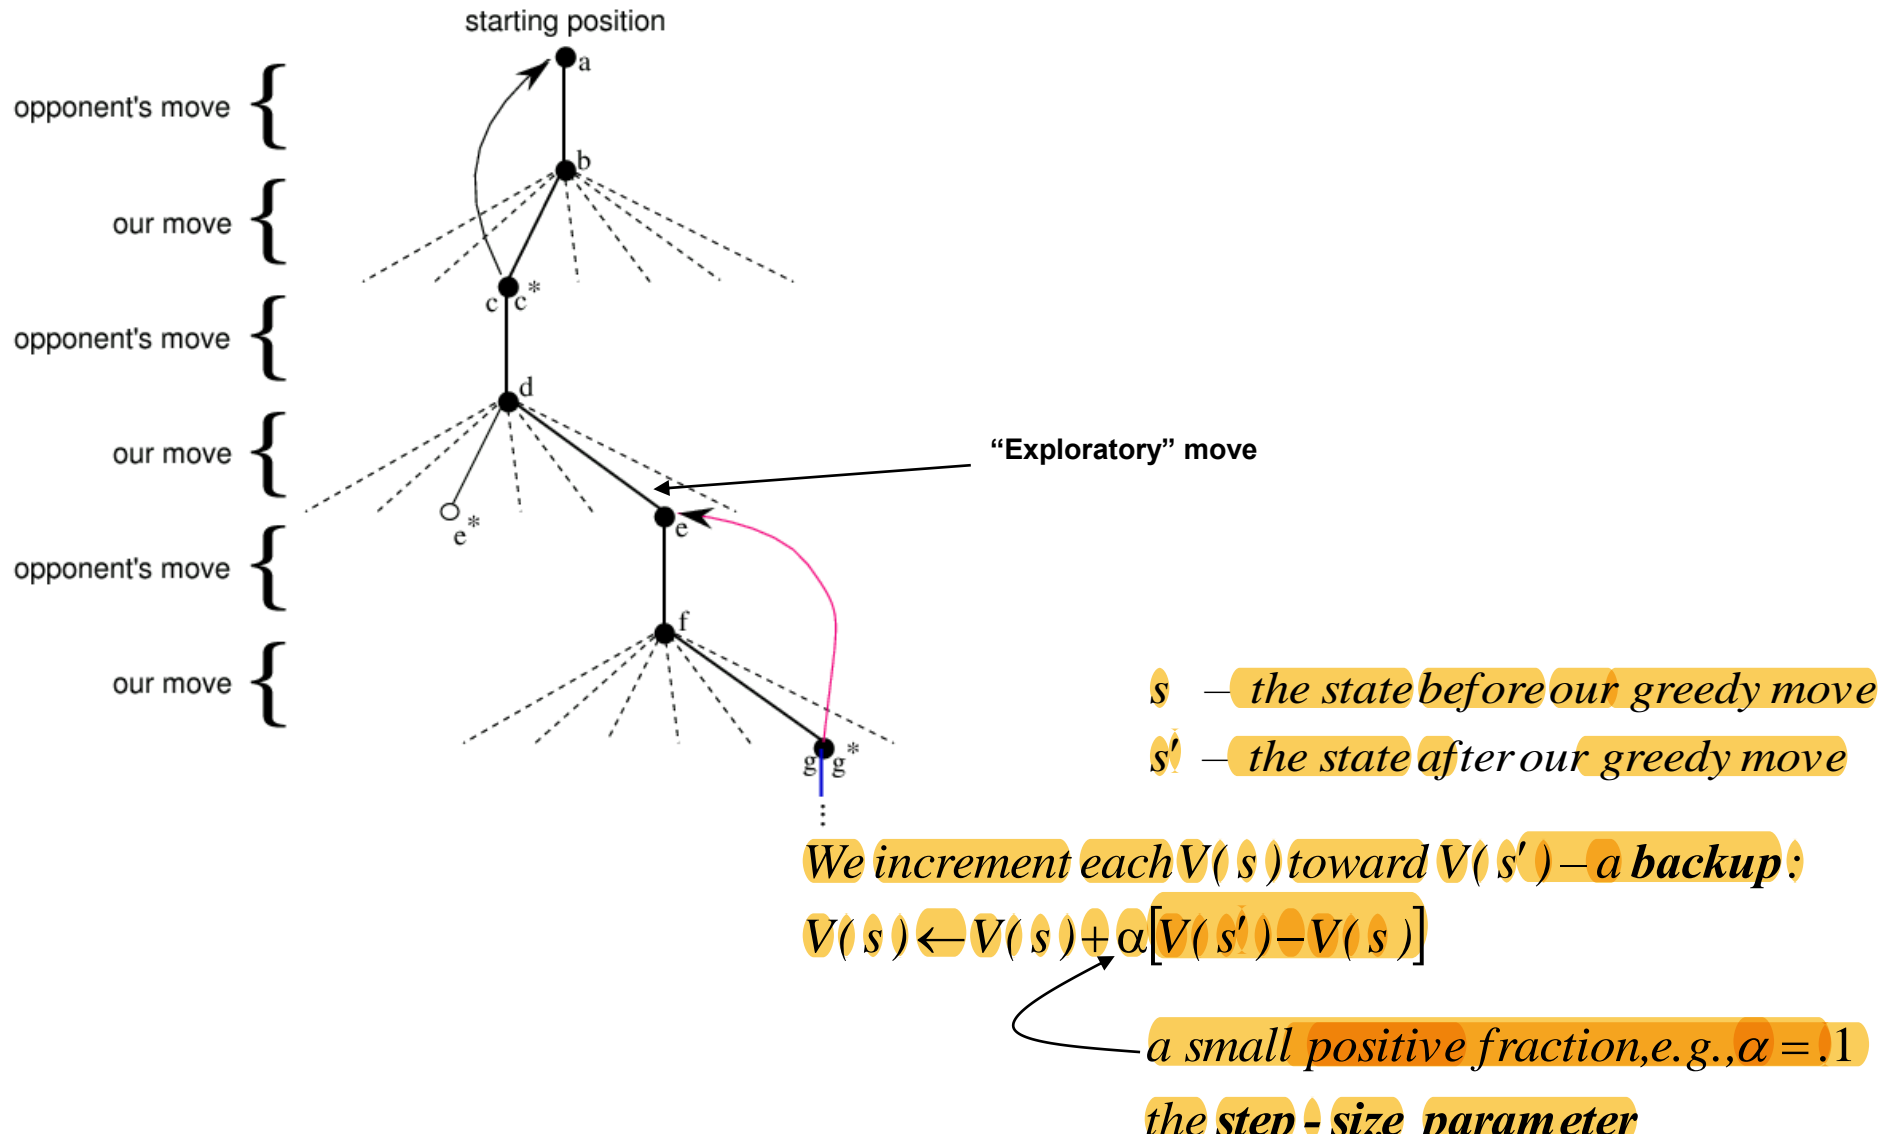 starting position
a
opponent's move {
b
our move {
c c*
opponent's move {
d
our move {
“Exploratory” move
e*
e
opponent's move {
f
our move {
s – the state before our greedy move
g g*
s′ – the state after our greedy move
⋮
We increment each V( s ) toward V( s′ ) – a backup :
V( s ) ← V( s ) + α[V( s′ ) − V( s )]
a small positive fraction, e.g., α = .1
the step - size parameter